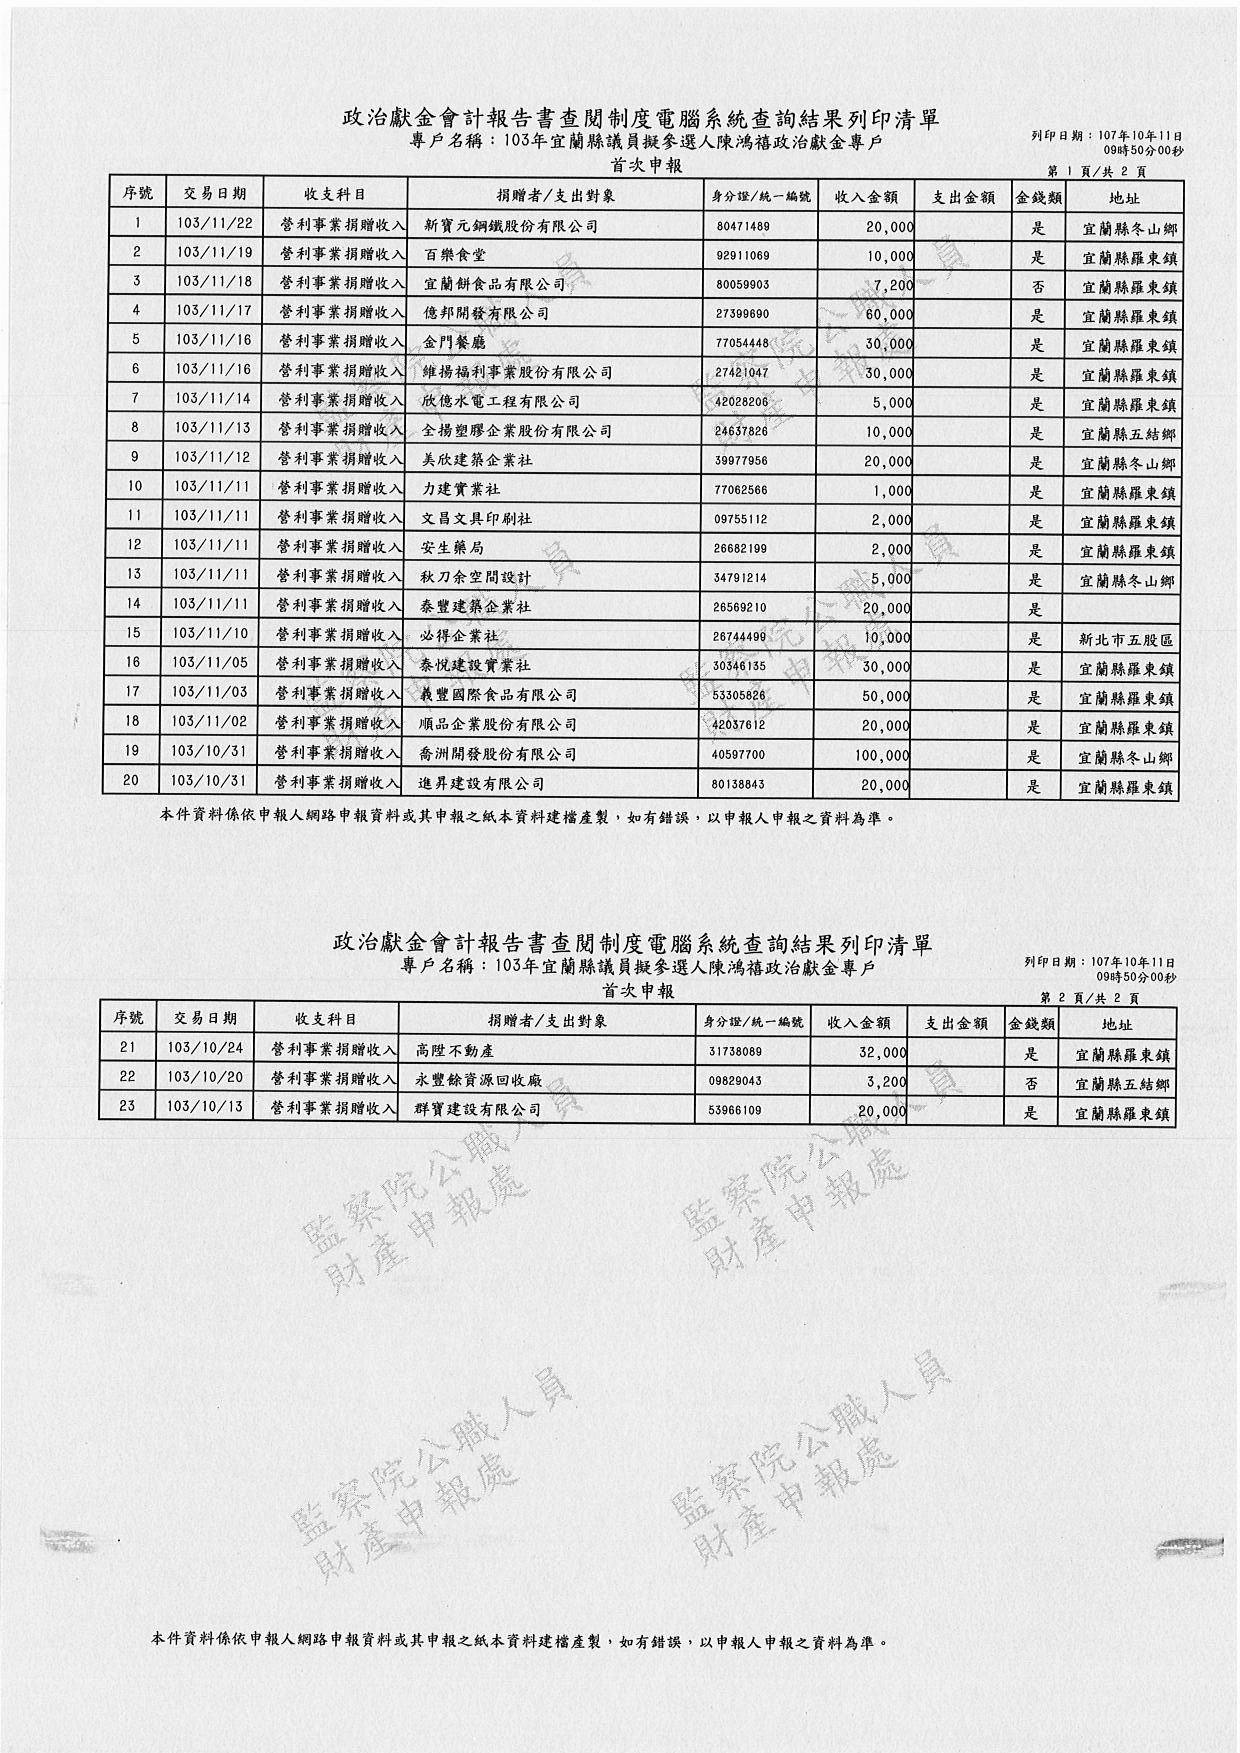 政治獻金會計報告書查閱制度電腦系統查詢結果列印清單
專戶名稱：103年宜蘭縣議員擬參選人陳鴻禧政治獻金專戶
列印日期：107年10月11日
09時50分00秒
首次申報
第 1 頁/共 2 頁
序號 交易日期 收支科目 捐贈者/支出對象 身分證/統一編號 收入金額 支出金額 金錢類 地址
1 103/11/22 營利事業捐贈收入 新寶元鋼鐵股份有限公司 80471489 20,000 是 宜蘭縣冬山鄉
2 103/11/19 營利事業捐贈收入 百樂食堂 92911069 10,000 是 宜蘭縣羅東鎮
3 103/11/18 營利事業捐贈收入 宜蘭餅食品有限公司 80059903 7,200 否 宜蘭縣羅東鎮
4 103/11/17 營利事業捐贈收入 億邦開發有限公司 27399690 60,000 是 宜蘭縣羅東鎮
5 103/11/16 營利事業捐贈收入 金門餐廳 77054448 30,000 是 宜蘭縣羅東鎮
6 103/11/16 營利事業捐贈收入 維揚福利事業股份有限公司 27421047 30,000 是 宜蘭縣羅東鎮
7 103/11/14 營利事業捐贈收入 欣億水電工程有限公司 42028206 5,000 是 宜蘭縣羅東鎮
8 103/11/13 營利事業捐贈收入 全揚塑膠企業股份有限公司 24637826 10,000 是 宜蘭縣五結鄉
9 103/11/12 營利事業捐贈收入 美欣建築企業社 39977956 20,000 是 宜蘭縣冬山鄉
10 103/11/11 營利事業捐贈收入 力建實業社 77062566 1,000 是 宜蘭縣羅東鎮
11 103/11/11 營利事業捐贈收入 文昌文具印刷社 09755112 2,000 是 宜蘭縣羅東鎮
12 103/11/11 營利事業捐贈收入 安生藥局 26682199 2,000 是 宜蘭縣羅東鎮
13 103/11/11 營利事業捐贈收入 秋刀余空間設計 34791214 5,000 是 宜蘭縣冬山鄉
14 103/11/11 營利事業捐贈收入 泰豐建築企業社 26569210 20,000 是
15 103/11/10 營利事業捐贈收入 必得企業社 26744499 10,000 是 新北市五股區
16 103/11/05 營利事業捐贈收入 泰悅建設實業社 30346135 30,000 是 宜蘭縣羅東鎮
17 103/11/03 營利事業捐贈收入 義豐國際食品有限公司 53305826 50,000 是 宜蘭縣羅東鎮
18 103/11/02 營利事業捐贈收入 順品企業股份有限公司 42037612 20,000 是 宜蘭縣羅東鎮
19 103/10/31 營利事業捐贈收入 喬洲開發股份有限公司 40597700 100,000 是 宜蘭縣冬山鄉
20 103/10/31 營利事業捐贈收入 進昇建設有限公司 80138843 20,000 是 宜蘭縣羅東鎮
監察院公職人員
財產申報處
監察院公職人員
財產申報處
監察院公職人員
財產申報處
監察院公職人員
財產申報處
本件資料係依申報人網路申報資料或其申報之紙本資料建檔產製，如有錯誤，以申報人申報之資料為準。
政治獻金會計報告書查閱制度電腦系統查詢結果列印清單
專戶名稱：103年宜蘭縣議員擬參選人陳鴻禧政治獻金專戶
列印日期：107年10月11日
09時50分00秒
首次申報
第 2 頁/共 2 頁
序號 交易日期 收支科目 捐贈者/支出對象 身分證/統一編號 收入金額 支出金額 金錢類 地址
21 103/10/24 營利事業捐贈收入 高陞不動產 31738089 32,000 是 宜蘭縣羅東鎮
22 103/10/20 營利事業捐贈收入 永豐餘資源回收廠 09829043 3,200 否 宜蘭縣五結鄉
23 103/10/13 營利事業捐贈收入 群寶建設有限公司 53966109 20,000 是 宜蘭縣羅東鎮
監察院公職人員
財產申報處
監察院公職人員
財產申報處
監察院公職人員
財產申報處
監察院公職人員
財產申報處
本件資料係依申報人網路申報資料或其申報之紙本資料建檔產製，如有錯誤，以申報人申報之資料為準。